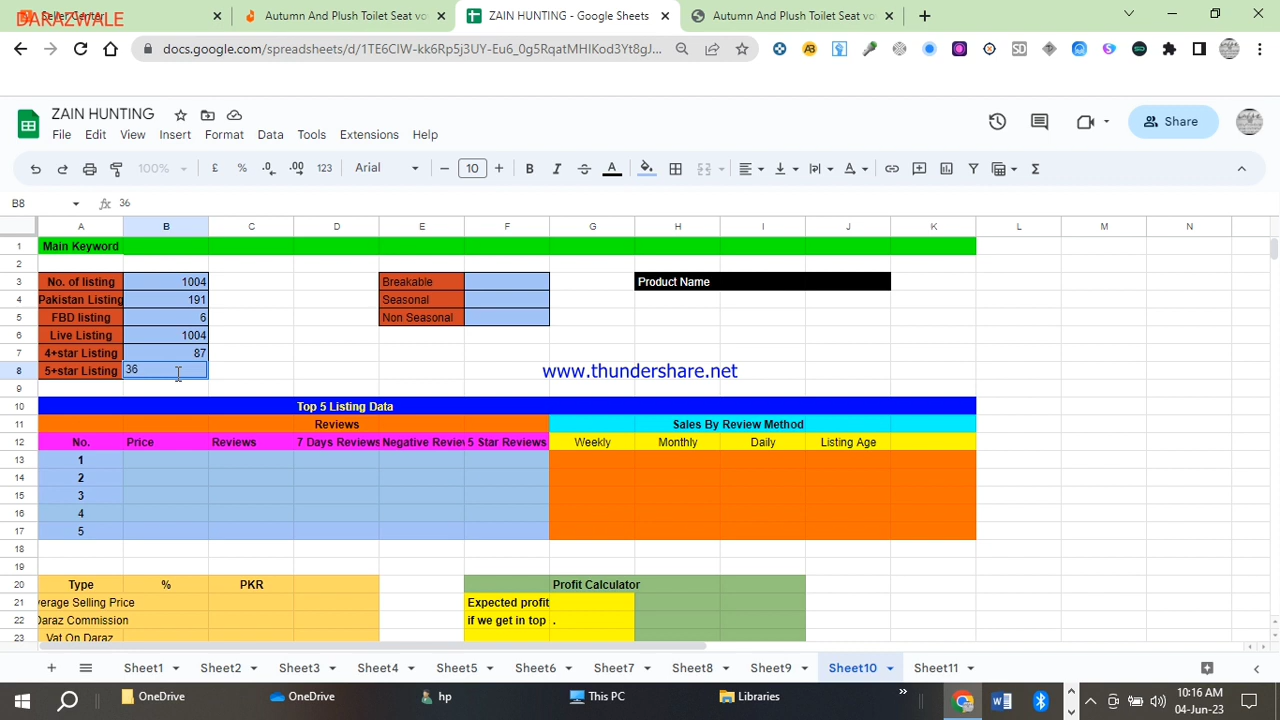 DARAZWALE
Seller Center
Autumn And Plush Toilet Seat vo
ZAIN HUNTING - Google Sheets
Autumn And Plush Toilet Seat vo
docs.google.com/spreadsheets/d/1TE6CIW-kk6Rp5j3UY-Eu6_0g5RqatMHIKod3Yt8gJ...
ZAIN HUNTING
File Edit View Insert Format Data Tools Extensions Help
Share
100% £ % .0 .00 123 Arial 10 B I S A
B8 fx 36
A B C D E F G H I J K L M N
1 Main Keyword
2
3 No. of listing 1004 Breakable Product Name
4 Pakistan Listing 191 Seasonal
5 FBD listing 6 Non Seasonal
6 Live Listing 1004
7 4+star Listing 87
8 5+star Listing 36 www.thundershare.net
9
10 Top 5 Listing Data
11 Reviews Sales By Review Method
12 No. Price Reviews 7 Days Reviews Negative Review 5 Star Reviews Weekly Monthly Daily Listing Age
13 1
14 2
15 3
16 4
17 5
18
19
20 Type % PKR Profit Calculator
21 verage Selling Price Expected profit
22 Daraz Commission if we get in top .
23 Vat On Daraz
Sheet1 Sheet2 Sheet3 Sheet4 Sheet5 Sheet6 Sheet7 Sheet8 Sheet9 Sheet10 Sheet11
OneDrive OneDrive hp This PC Libraries
10:16 AM
04-Jun-23